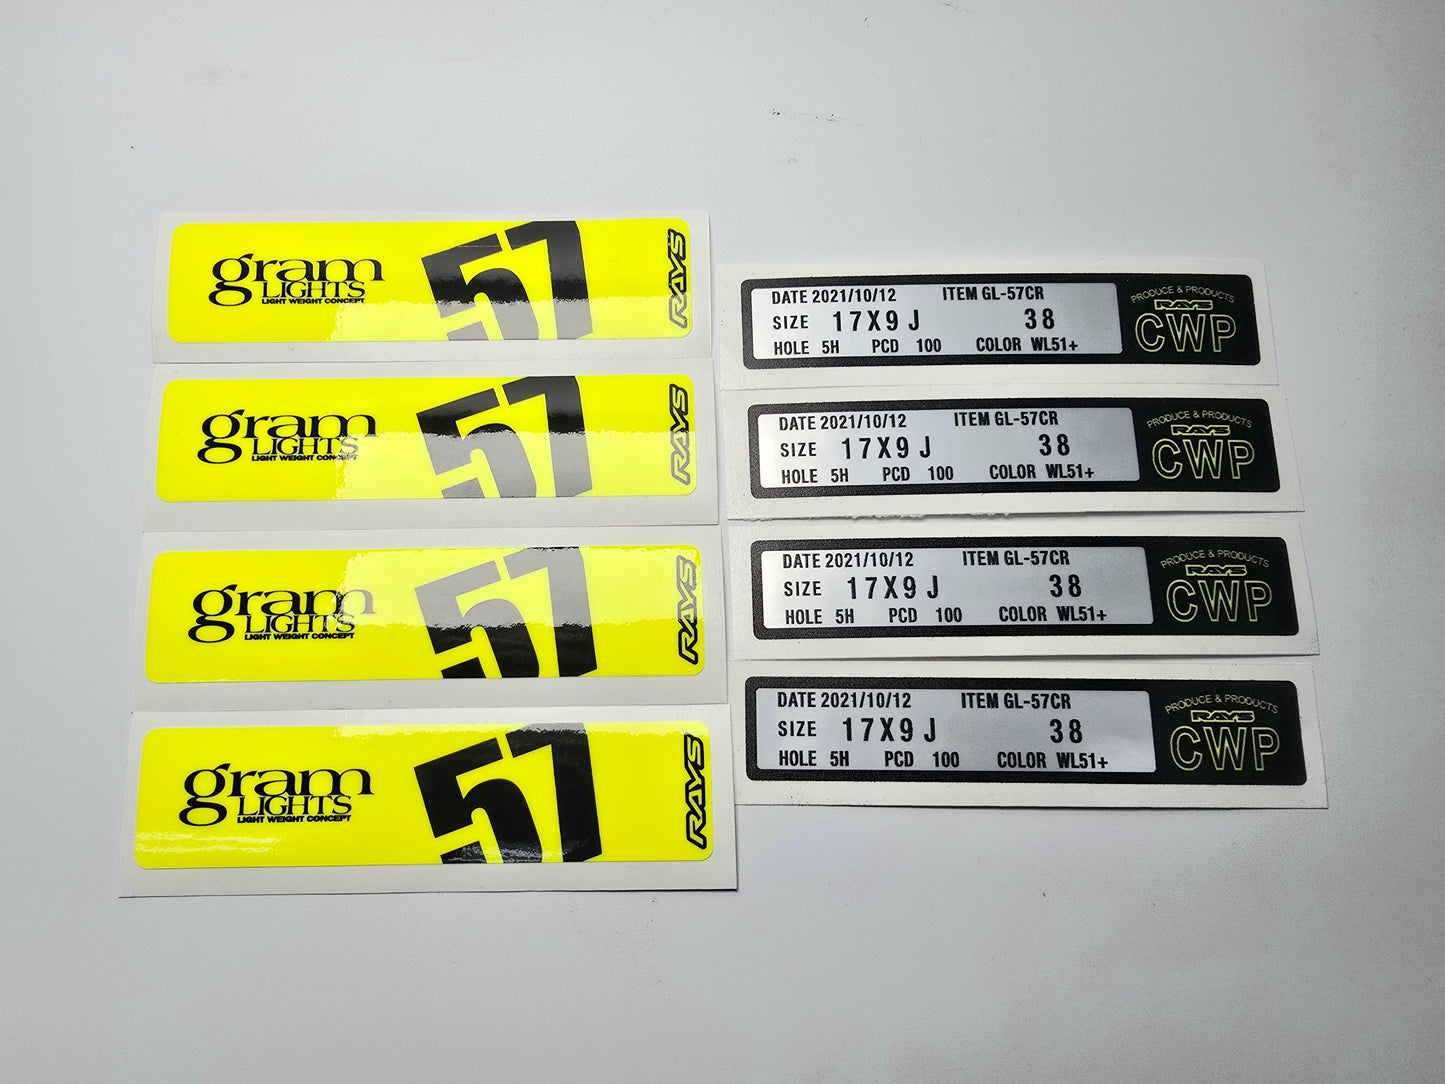 gram
LIGHTS
LIGHT WEIGHT CONCEPT
57
RAYS
gram
LIGHTS
LIGHT WEIGHT CONCEPT
57
RAYS
gram
LIGHTS
LIGHT WEIGHT CONCEPT
57
RAYS
gram
LIGHTS
LIGHT WEIGHT CONCEPT
57
RAYS
DATE 2021/10/12 ITEM GL-57CR
SIZE 17X9 J 38
HOLE 5H PCD 100 COLOR WL51+
PRODUCE & PRODUCTS
RAYS
CWP
DATE 2021/10/12 ITEM GL-57CR
SIZE 17X9 J 38
HOLE 5H PCD 100 COLOR WL51+
PRODUCE & PRODUCTS
RAYS
CWP
DATE 2021/10/12 ITEM GL-57CR
SIZE 17X9 J 38
HOLE 5H PCD 100 COLOR WL51+
PRODUCE & PRODUCTS
RAYS
CWP
DATE 2021/10/12 ITEM GL-57CR
SIZE 17X9 J 38
HOLE 5H PCD 100 COLOR WL51+
PRODUCE & PRODUCTS
RAYS
CWP